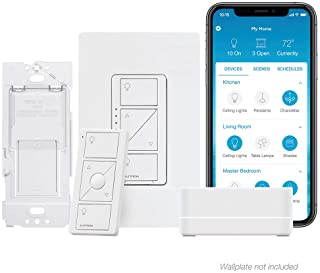 10:15
My Home
10 On
3 Open
72°
Currently
DEVICES
SCENES
SCHEDULES
Kitchen
Ceiling Lights
Pendants
Chandelier
Living Room
Ceiling Lights
Table Lamps
Shades
Master Bedroom
LUTRON
Wallplate not included